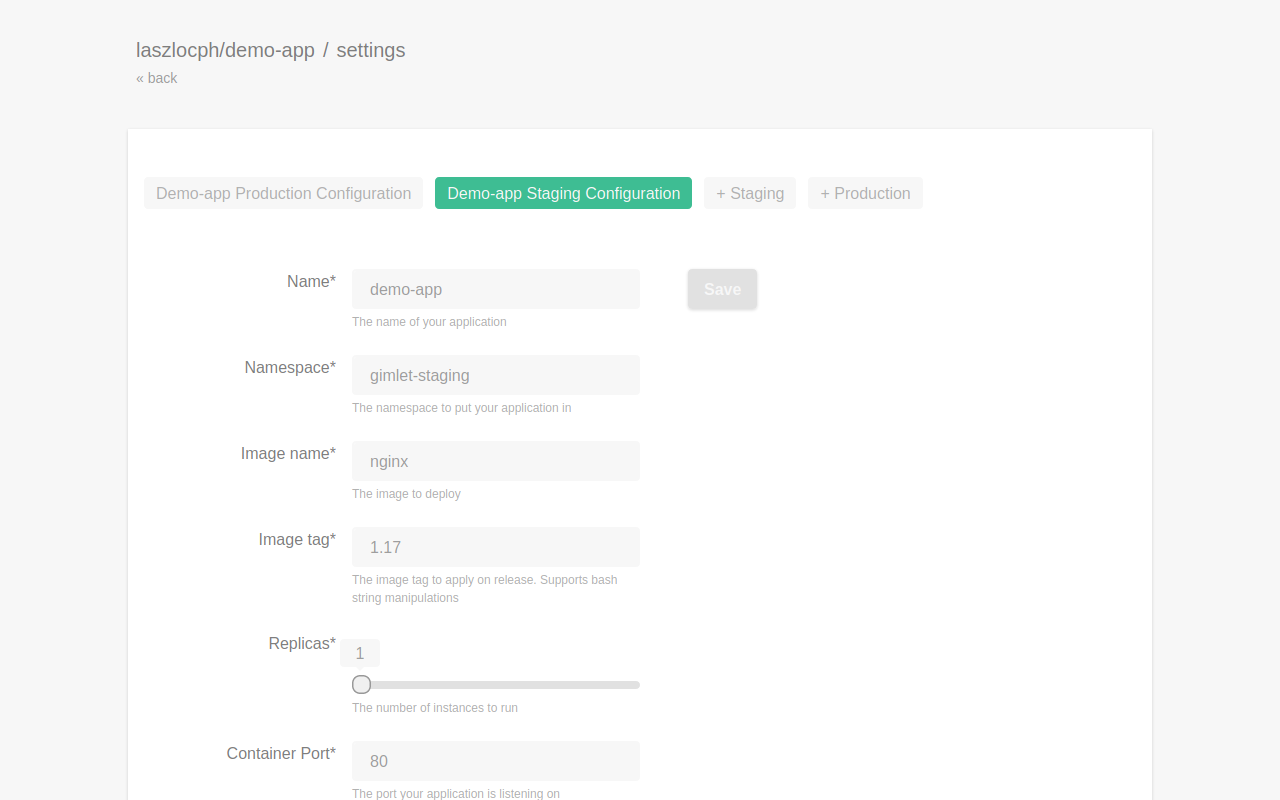 laszlocph/demo-app / settings
« back
Demo-app Production Configuration
Demo-app Staging Configuration
+ Staging
+ Production
Name*
demo-app
Save
The name of your application
Namespace*
gimlet-staging
The namespace to put your application in
Image name*
nginx
The image to deploy
Image tag*
1.17
The image tag to apply on release. Supports bash
string manipulations
Replicas*
1
The number of instances to run
Container Port*
80
The port your application is listening on